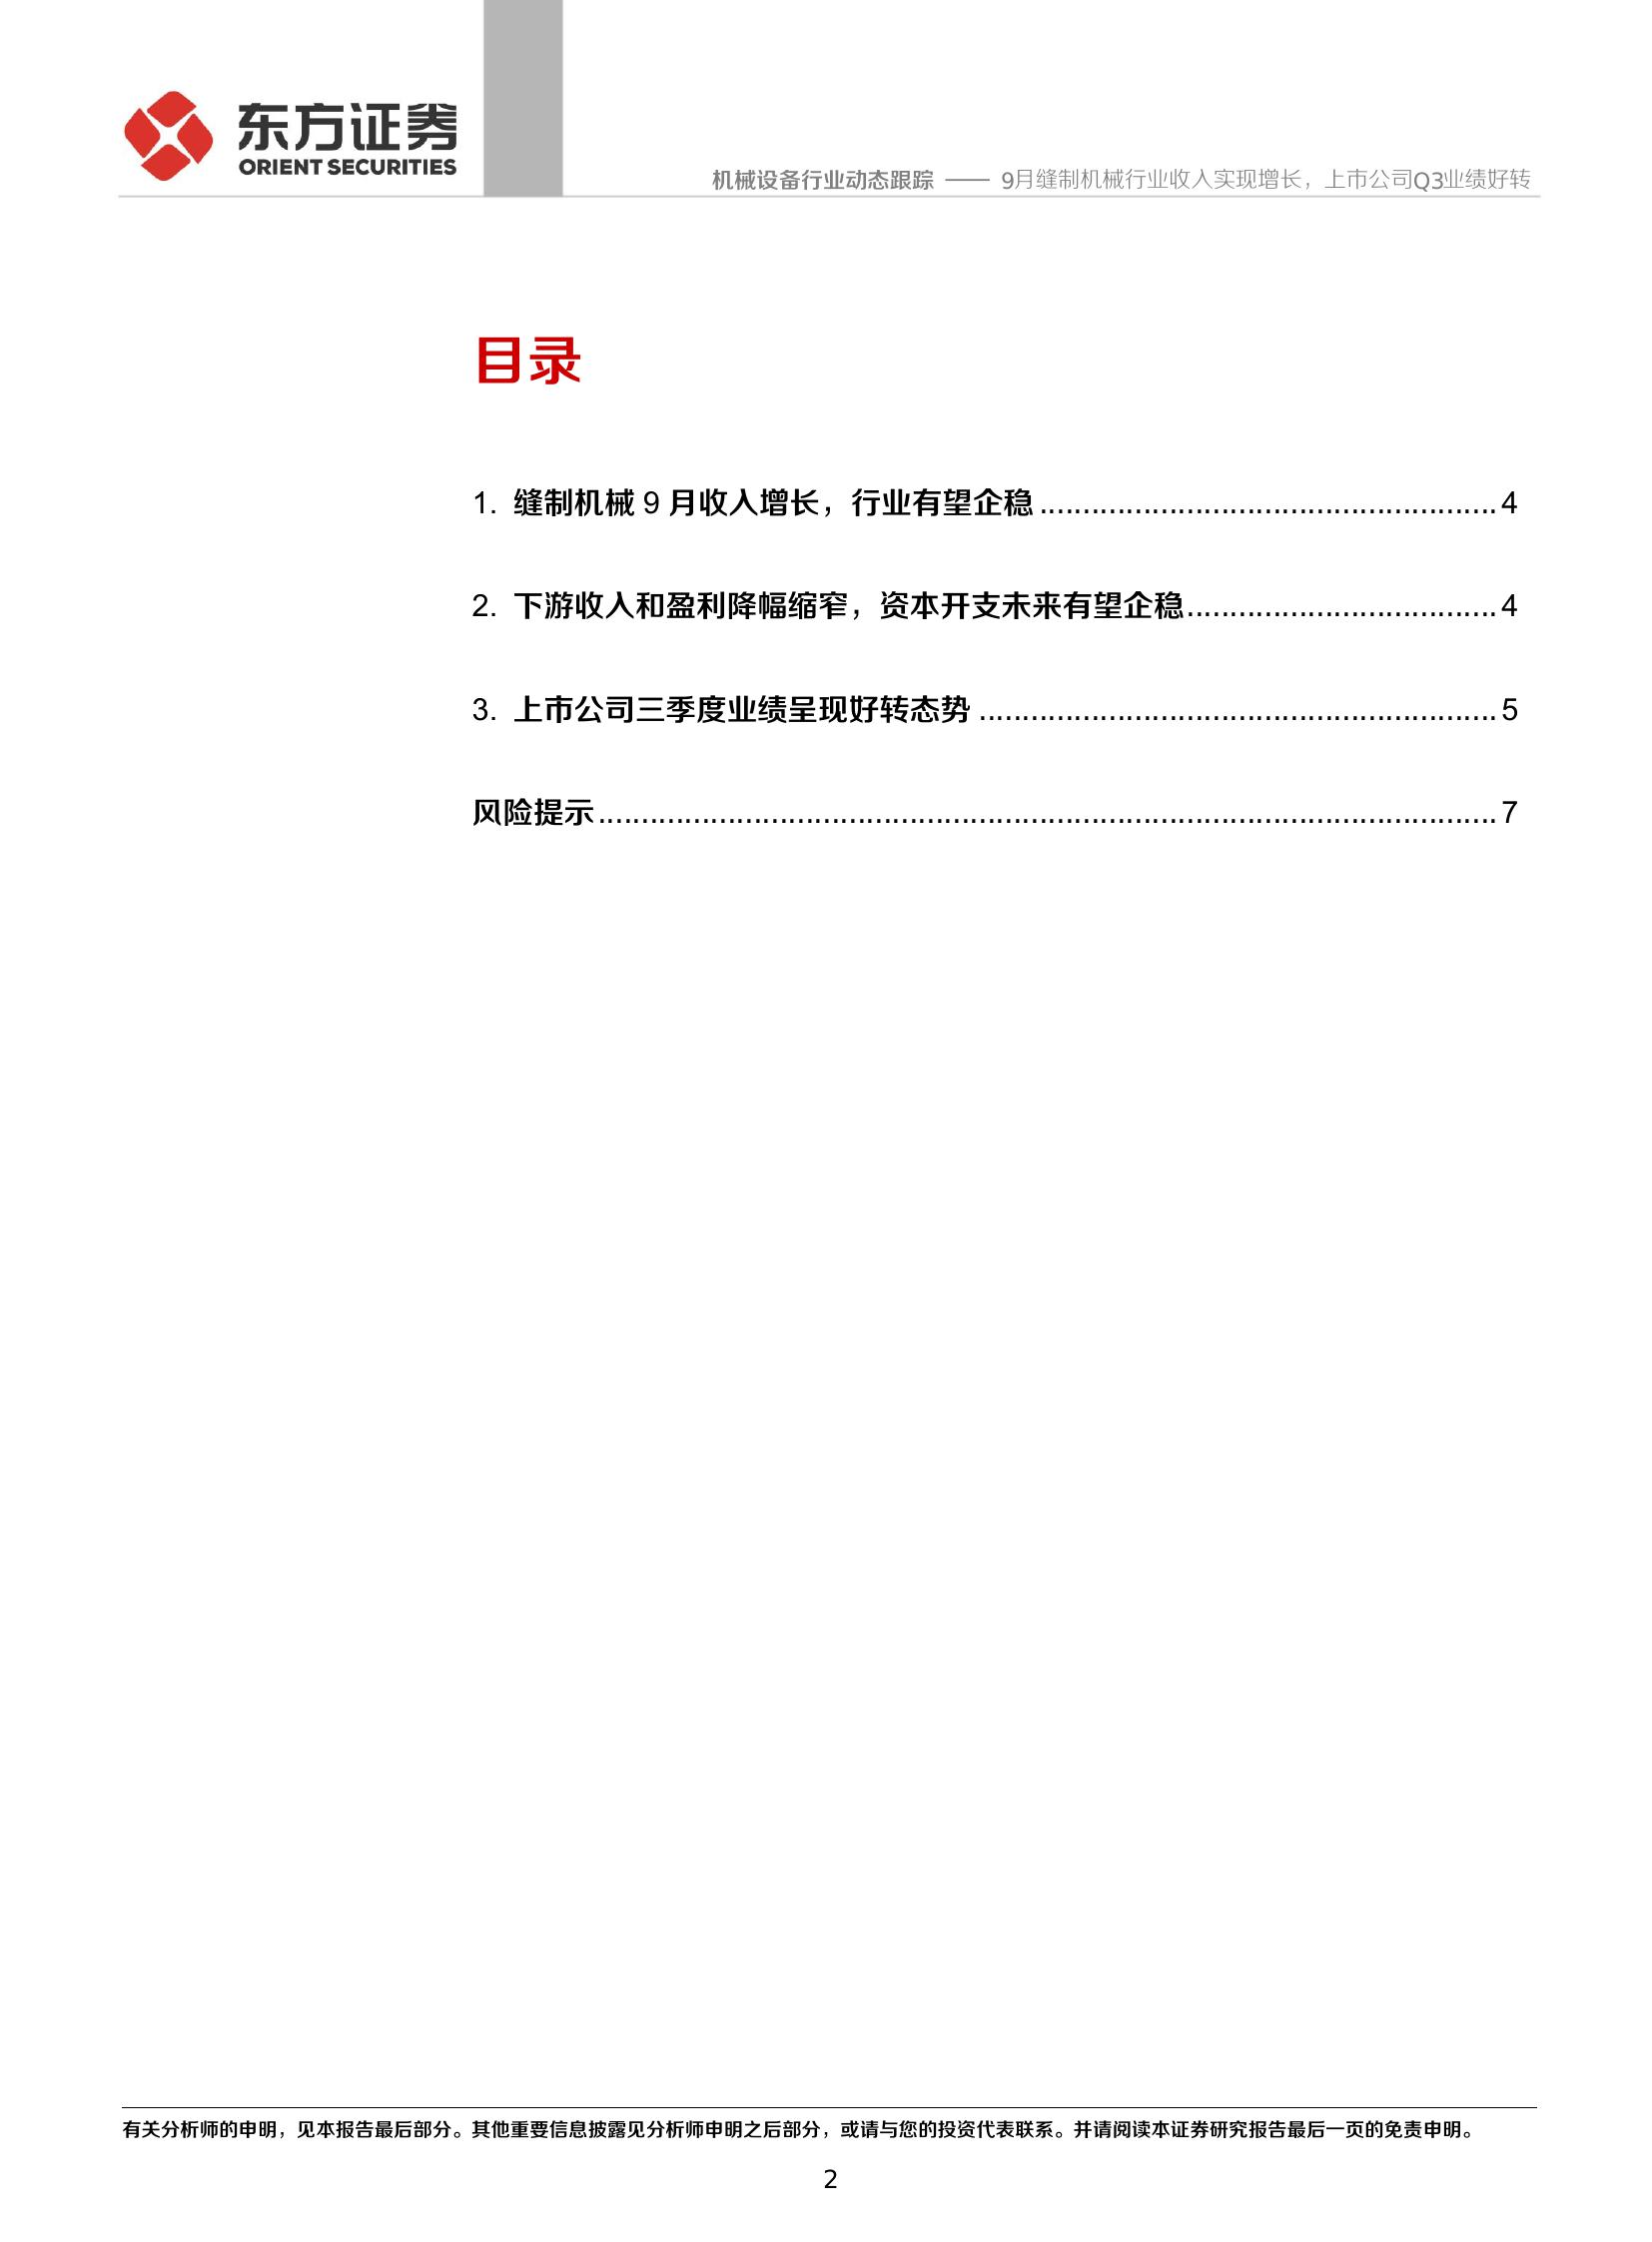 东方证券
ORIENT SECURITIES
机械设备行业动态跟踪 —— 9月缝制机械行业收入实现增长，上市公司Q3业绩好转
目录
1. 缝制机械 9 月收入增长，行业有望企稳 ..................................................... 4
2. 下游收入和盈利降幅缩窄，资本开支未来有望企稳.................................... 4
3. 上市公司三季度业绩呈现好转态势 ............................................................ 5
风险提示........................................................................................................ 7
有关分析师的申明，见本报告最后部分。其他重要信息披露见分析师申明之后部分，或请与您的投资代表联系。并请阅读本证券研究报告最后一页的免责申明。
2